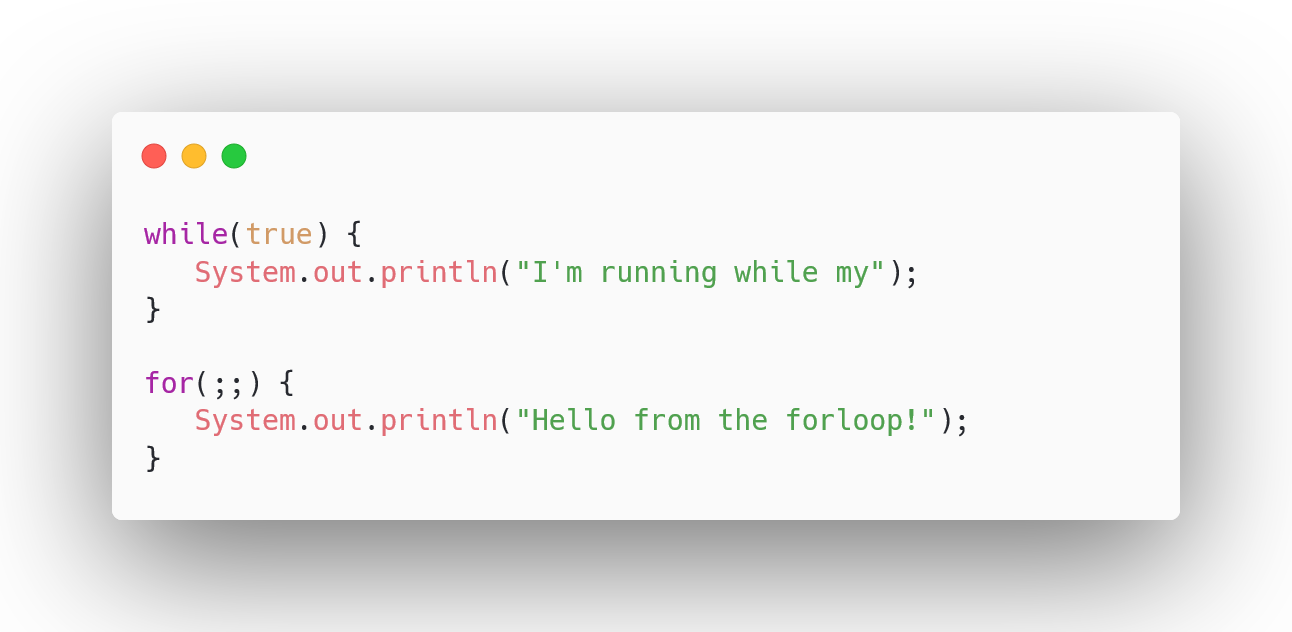 while(true) {
   System.out.println("I'm running while my");
}
for(;;) {
   System.out.println("Hello from the forloop!");
}